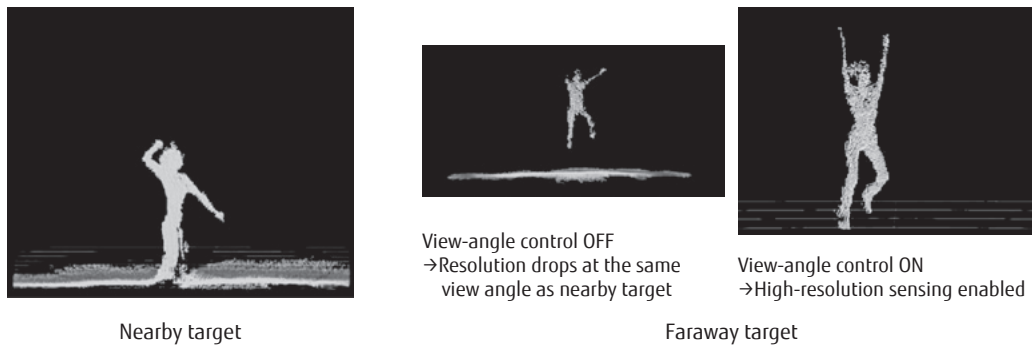 View-angle control OFF
→Resolution drops at the same
view angle as nearby target
View-angle control ON
→High-resolution sensing enabled
Nearby target
Faraway target